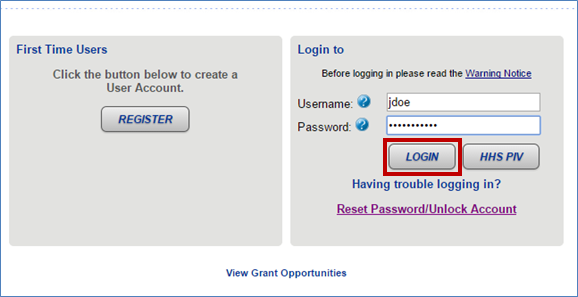 First Time Users
Click the button below to create a
User Account.
REGISTER
Login to
Before logging in please read the Warning Notice
Username: ? jdoe
Password: ? •••••••••••
LOGIN HHS PIV
Having trouble logging in?
Reset Password/Unlock Account
View Grant Opportunities